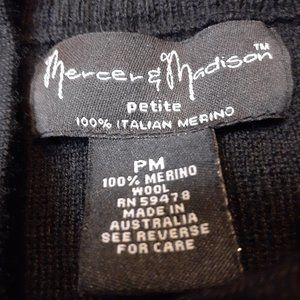 Mercer & Madison™
petite
100% ITALIAN MERINO
PM
100% MERINO
WOOL
RN 59478
MADE IN
AUSTRALIA
SEE REVERSE
FOR CARE